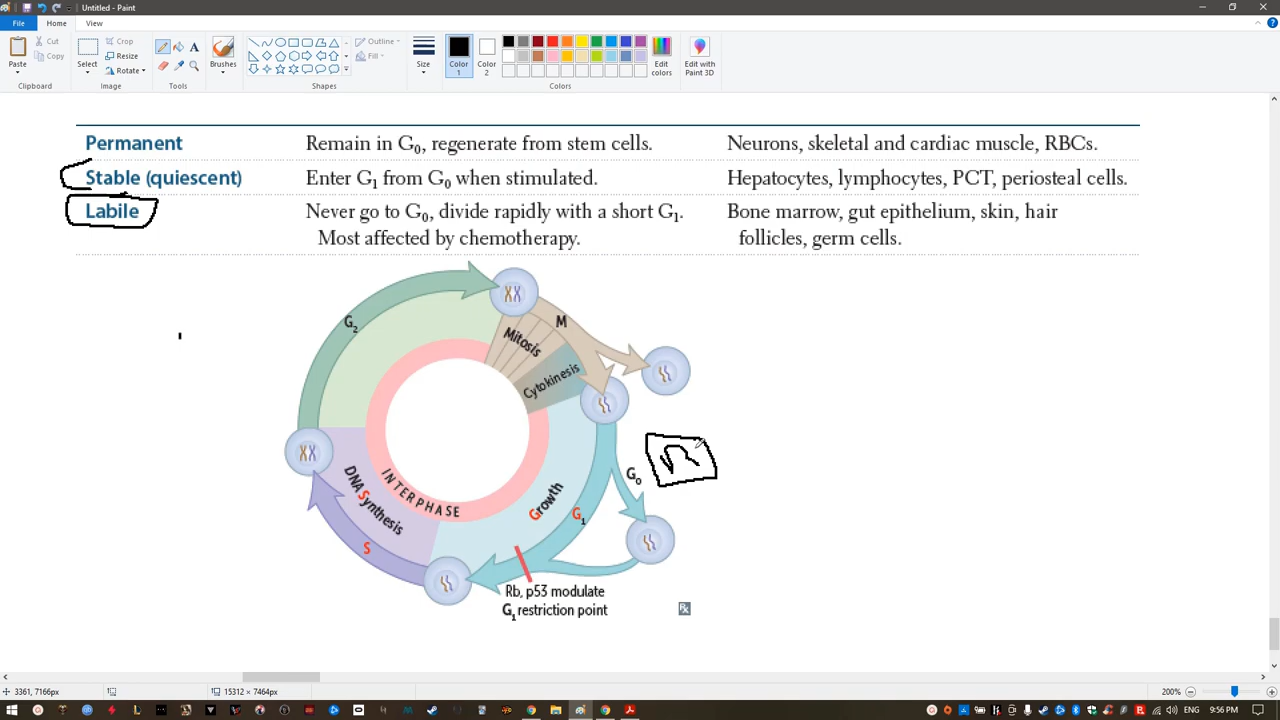 Untitled - Paint
File Home View
Paste Cut Copy Select Crop Resize Rotate Brushes Outline Fill Size Color 1 Color 2 Edit colors Edit with Paint 3D
Clipboard Image Tools Shapes Colors
Permanent Remain in G₀, regenerate from stem cells. Neurons, skeletal and cardiac muscle, RBCs.
Stable (quiescent) Enter G₁ from G₀ when stimulated. Hepatocytes, lymphocytes, PCT, periosteal cells.
Labile Never go to G₀, divide rapidly with a short G₁. Bone marrow, gut epithelium, skin, hair
Most affected by chemotherapy. follicles, germ cells.
G₂
M
Mitosis
Cytokinesis
G₀
INTERPHASE
DNA Synthesis
S
Growth
G₁
Rb, p53 modulate
G₁ restriction point
Rx
3361, 7166px 15312 × 7464px 200%
ENG 9:56 PM